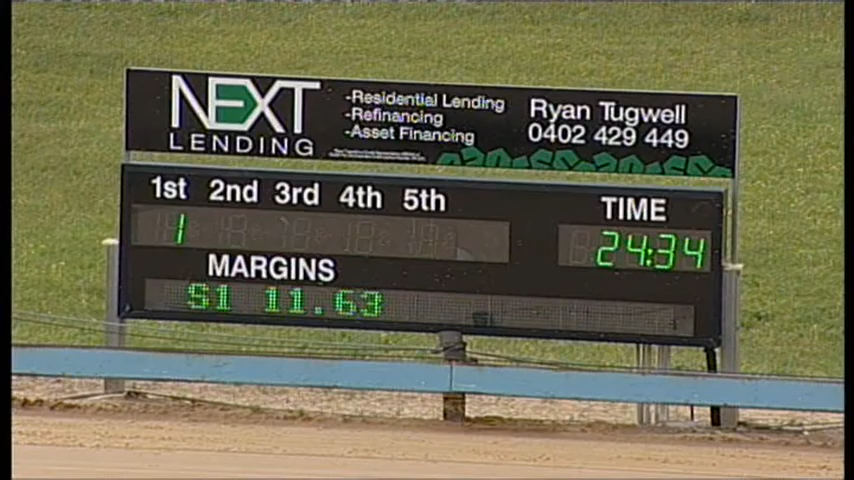 NEXT
LENDING
-Residential Lending
-Refinancing
-Asset Financing
Ryan Tugwell
0402 429 449
1st 2nd 3rd 4th 5th
TIME
1
24:34
MARGINS
S1 11.63